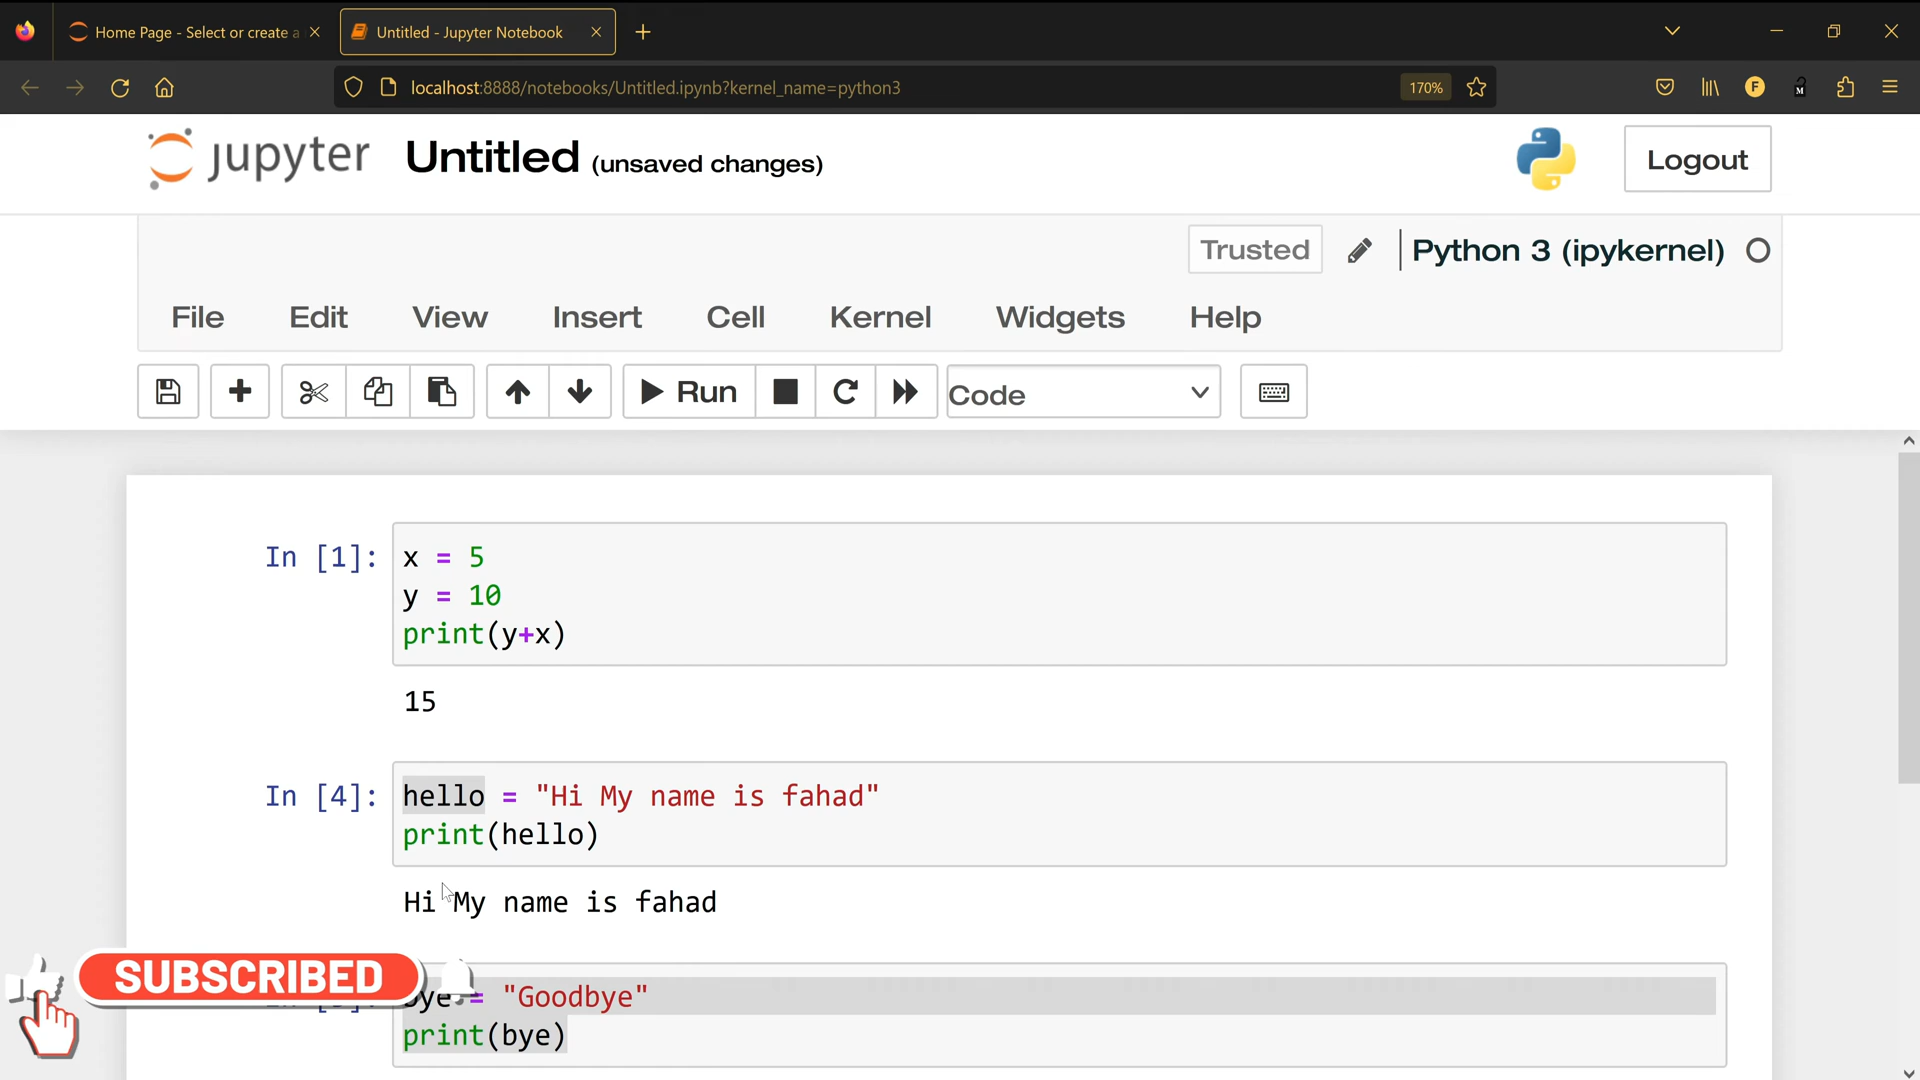 Home Page - Select or create a
Untitled - Jupyter Notebook
localhost:8888/notebooks/Untitled.ipynb?kernel_name=python3
170%
F
M
jupyter
Untitled (unsaved changes)
Logout
Trusted
Python 3 (ipykernel)
File
Edit
View
Insert
Cell
Kernel
Widgets
Help
Run
Code
In [1]:
x = 5
y = 10
print(y+x)
15
In [4]:
hello = "Hi My name is fahad"
print(hello)
Hi My name is fahad
SUBSCRIBED
bye = "Goodbye"
print(bye)